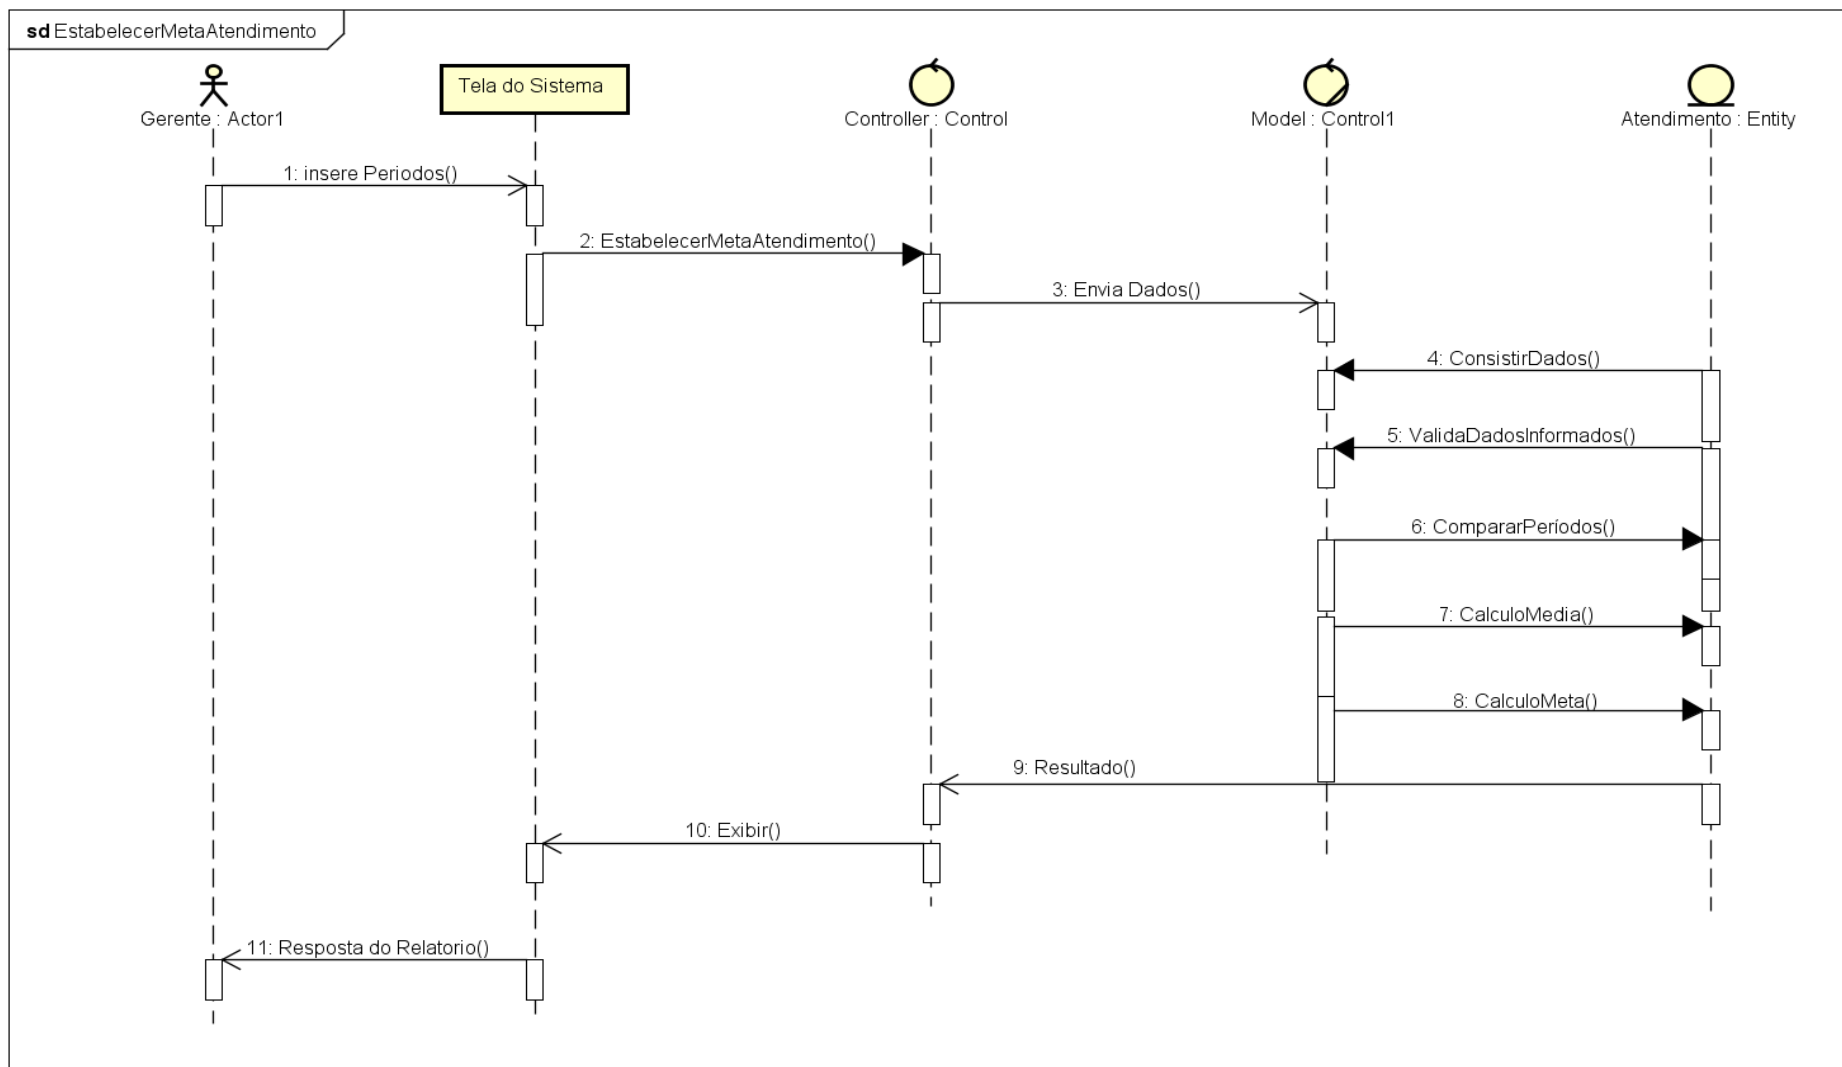 sd EstabelecerMetaAtendimento
Tela do Sistema
Gerente : Actor1
Controller : Control
Model : Control1
Atendimento : Entity
1: insere Periodos()
2: EstabelecerMetaAtendimento()
3: Envia Dados()
4: ConsistirDados()
5: ValidaDadosInformados()
6: CompararPeríodos()
7: CalculoMedia()
8: CalculoMeta()
9: Resultado()
10: Exibir()
11: Resposta do Relatorio()